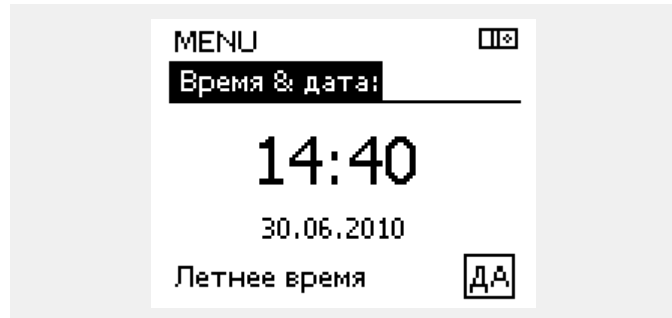 MENU
Время & дата:
14:40
30.06.2010
Летнее время ДА